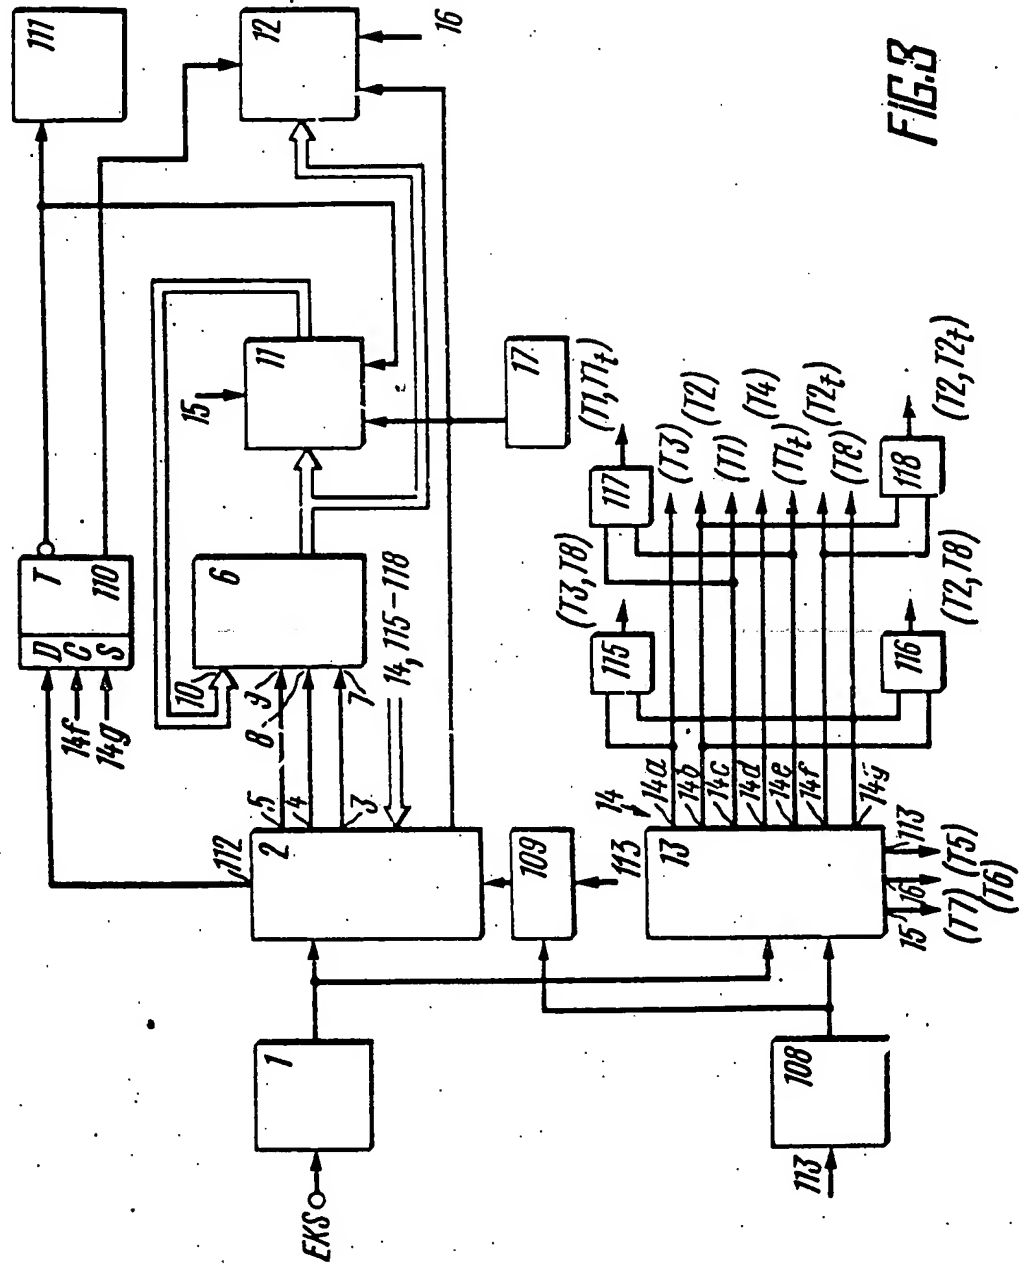 EKS
1
113
108
2
112
5
4
3
14, 115-118
109
113
13
14
14a
14b
14c
14d
14e
14f
14g
15
16
113
(T7)
(T6)
(T5)
14f
14g
D
C
S
T
110
10
9
8
7
6
15
11
17
111
12
16
115
(T3, T8)
116
(T2, T8)
117
(T1, T1t)
118
(T2, T2t)
(T3)
(T2)
(T1)
(T4)
(T1t)
(T2t)
(T8)
FIG.3